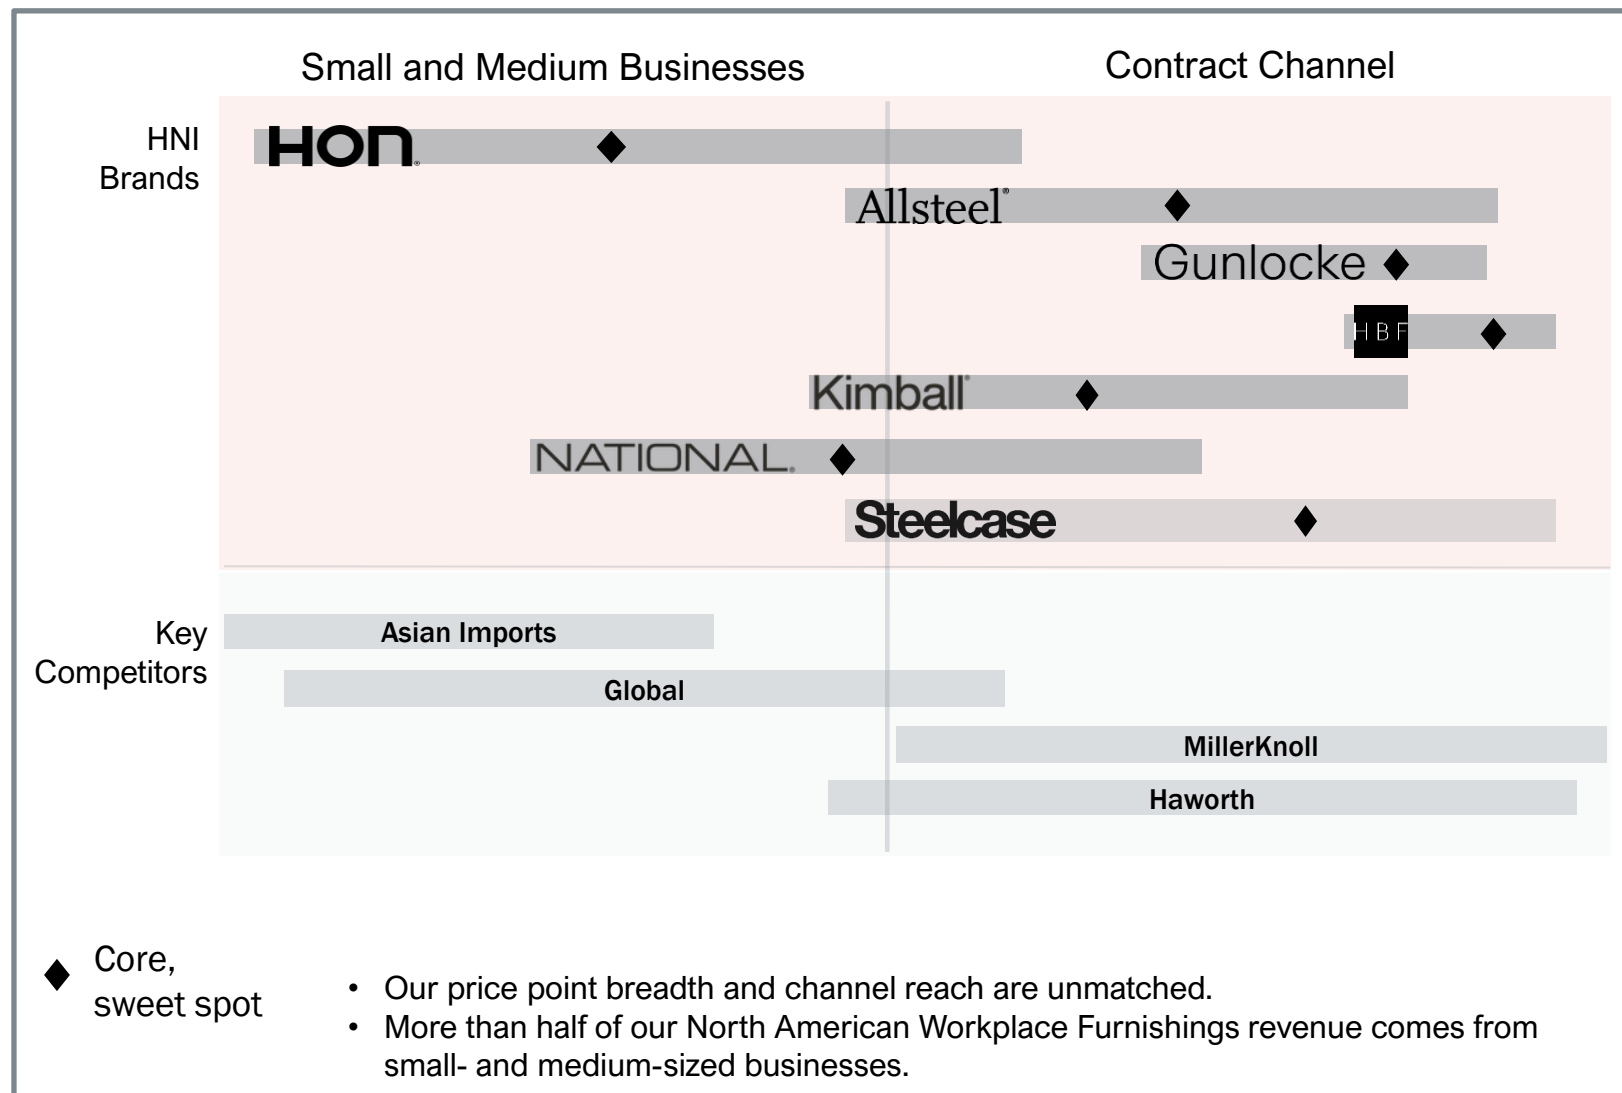 Small and Medium Businesses
Contract Channel
HNI
Brands
HON®
Allsteel®
Gunlocke
HBF
Kimball®
NATIONAL®
Steelcase
Key
Competitors
Asian Imports
Global
MillerKnoll
Haworth
Core,
sweet spot
• Our price point breadth and channel reach are unmatched.
• More than half of our North American Workplace Furnishings revenue comes from
small- and medium-sized businesses.